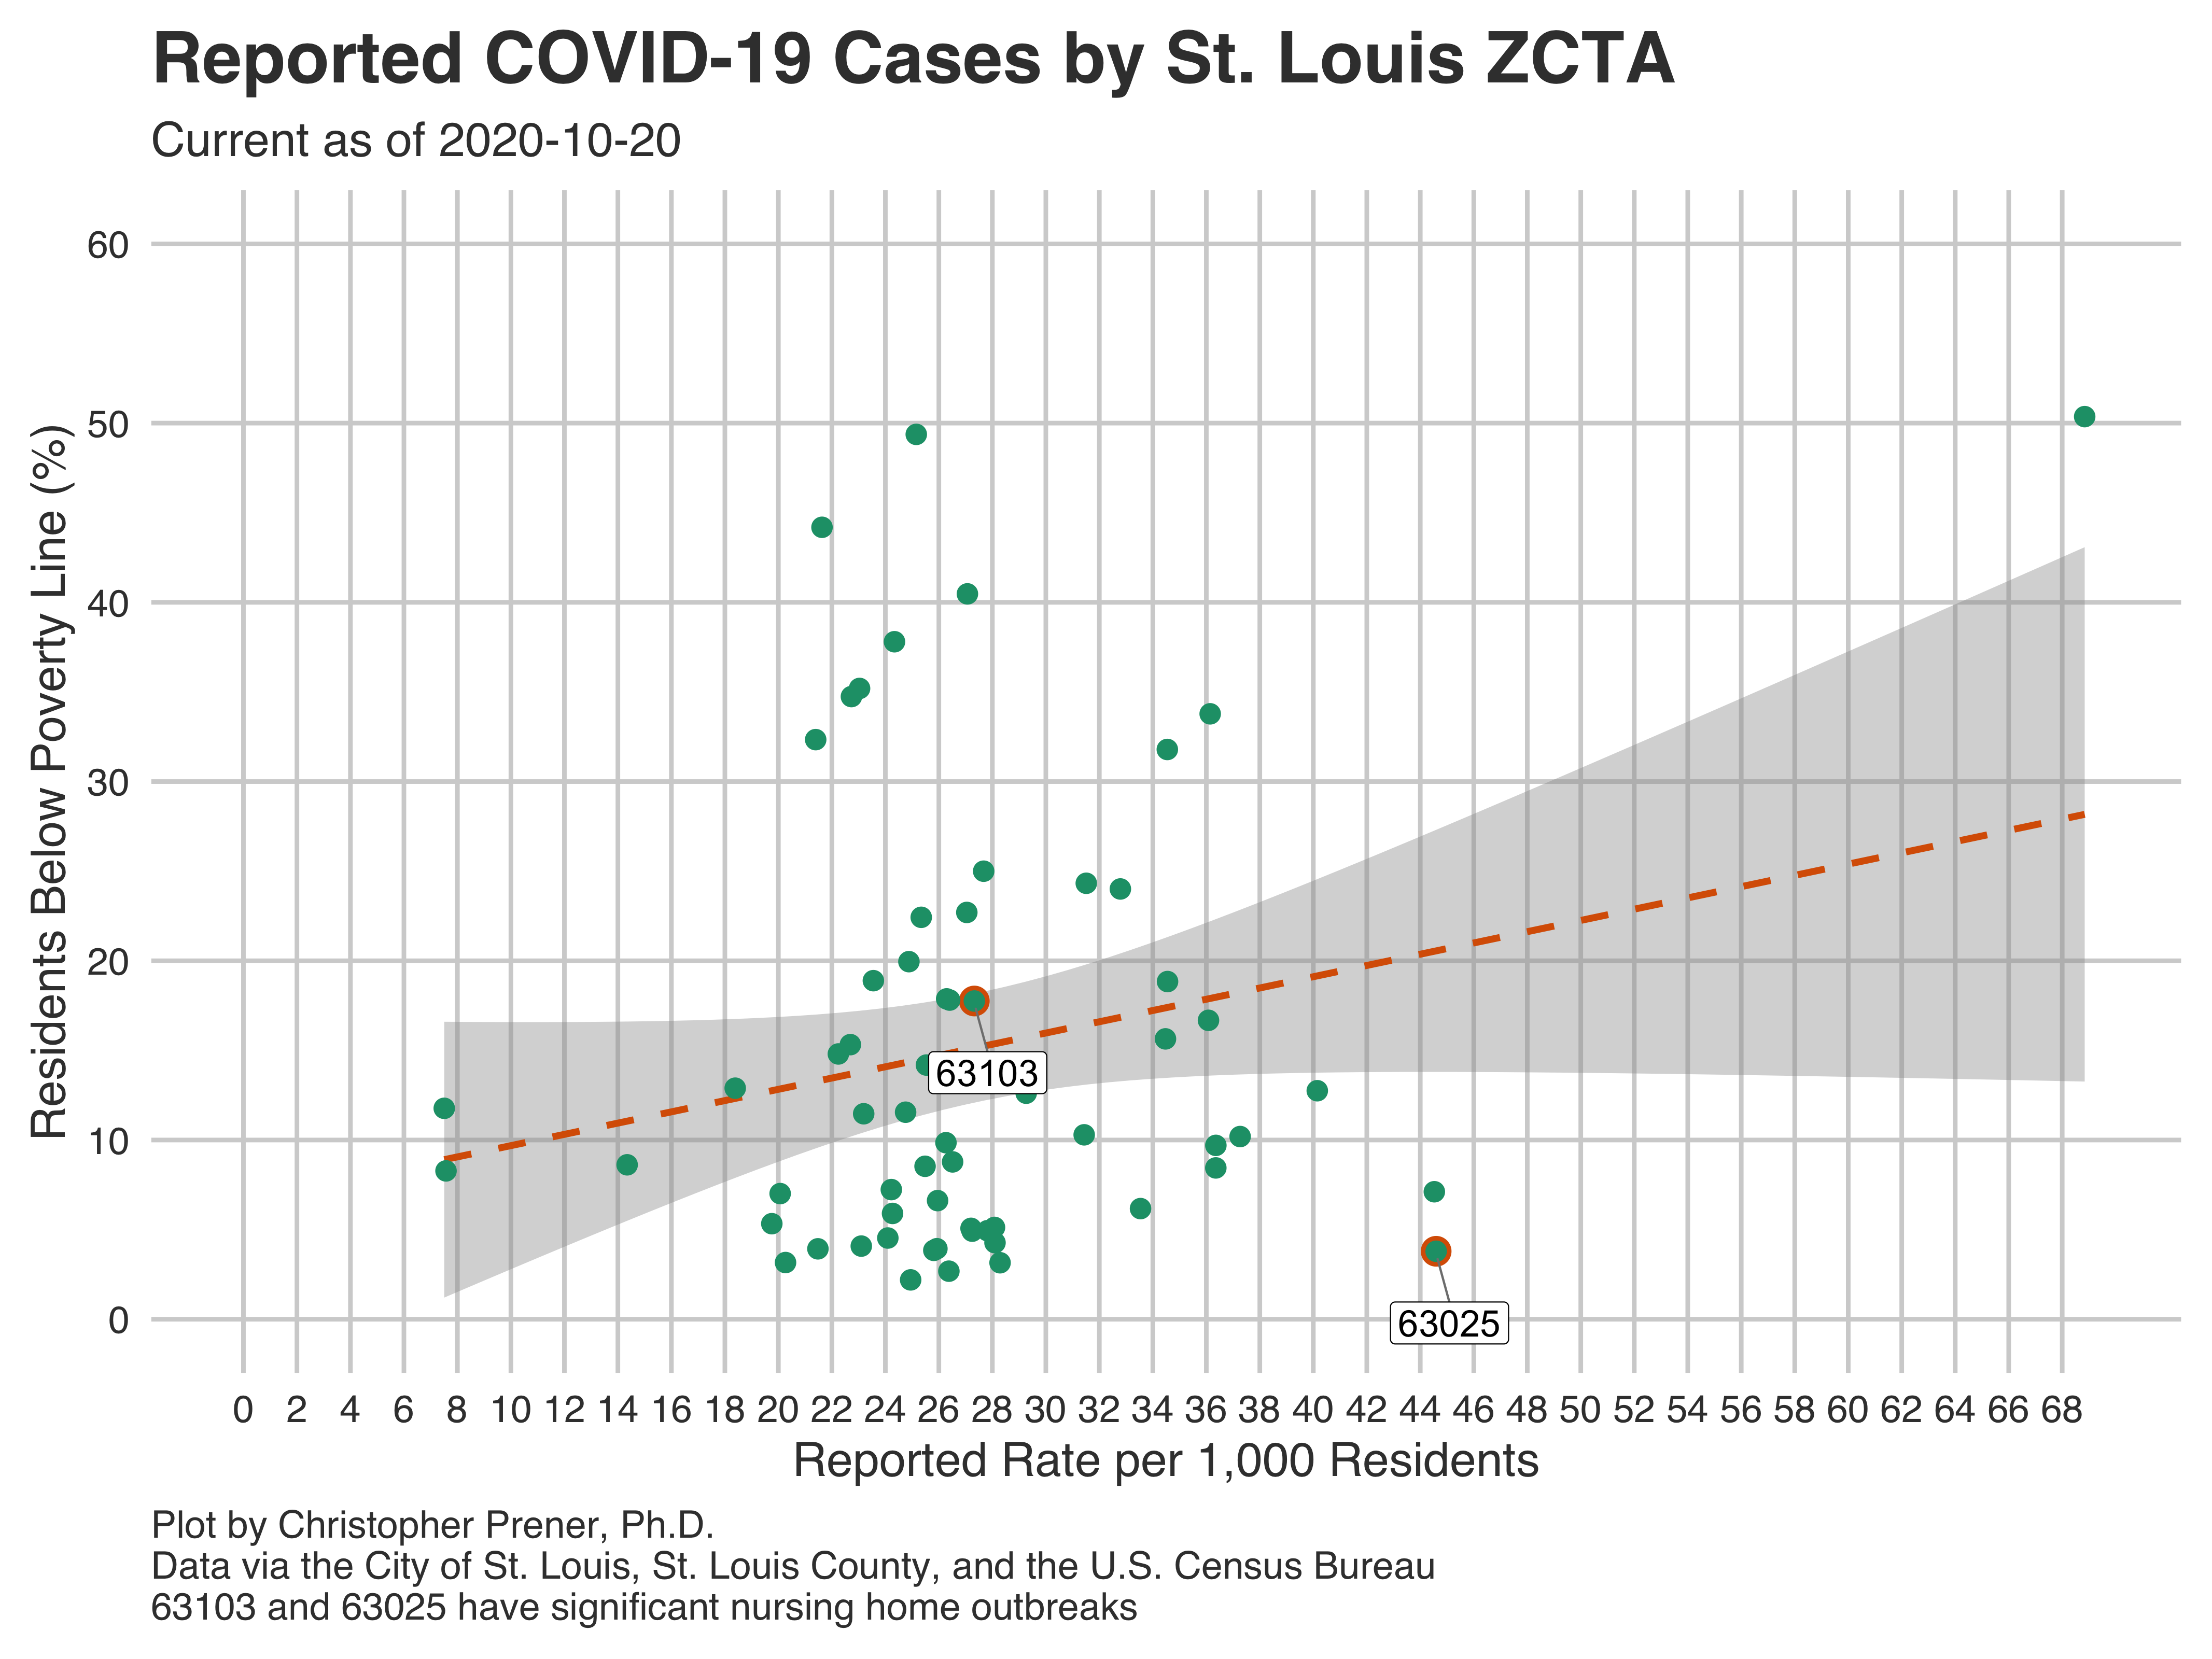 Reported COVID-19 Cases by St. Louis ZCTA
Current as of 2020-10-20
Residents Below Poverty Line (%)
60
50
40
30
20
10
0
63103
63025
0 2 4 6 8 10 12 14 16 18 20 22 24 26 28 30 32 34 36 38 40 42 44 46 48 50 52 54 56 58 60 62 64 66 68
Reported Rate per 1,000 Residents
Plot by Christopher Prener, Ph.D.
Data via the City of St. Louis, St. Louis County, and the U.S. Census Bureau
63103 and 63025 have significant nursing home outbreaks